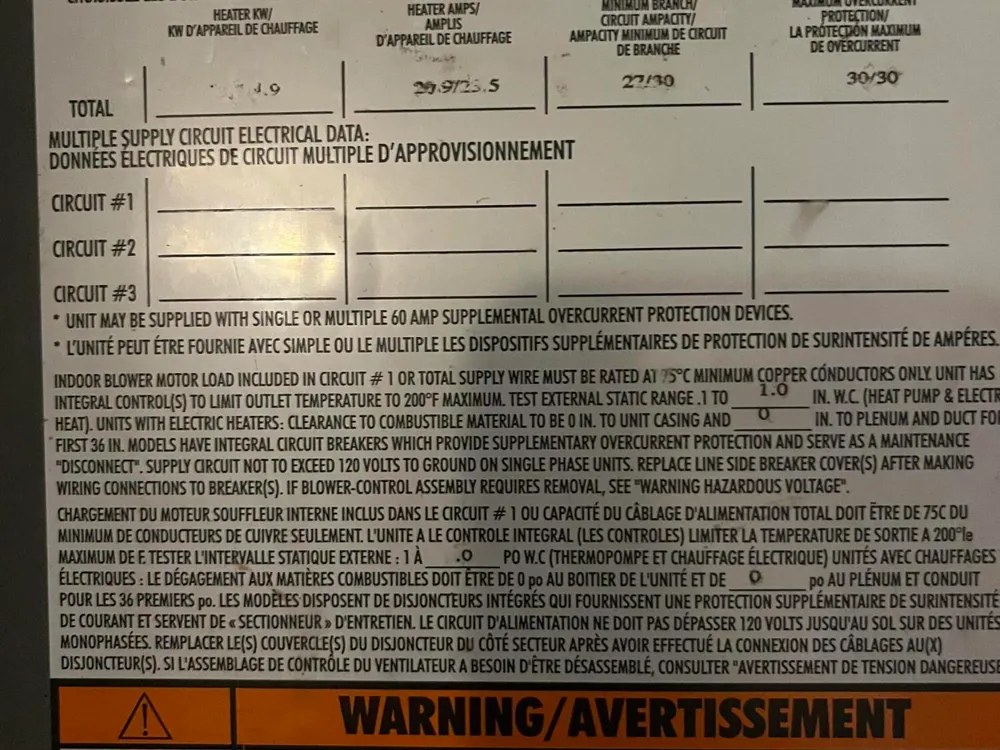 HEATER KW/
KW D'APPAREIL DE CHAUFFAGE
HEATER AMPS/
AMPLIS
D'APPAREIL DE CHAUFFAGE
MINIMUM BRANCH/
CIRCUIT AMPACITY/
AMPACITY MINIMUM DE CIRCUIT
DE BRANCHE
MAXIMUM OVERCURRENT
PROTECTION/
LA PROTECTION MAXIMUM
DE OVERCURRENT
TOTAL 27/30 30/30
MULTIPLE SUPPLY CIRCUIT ELECTRICAL DATA:
DONNÉES ÉLECTRIQUES DE CIRCUIT MULTIPLE D'APPROVISIONNEMENT
CIRCUIT #1
CIRCUIT #2
CIRCUIT #3
* UNIT MAY BE SUPPLIED WITH SINGLE OR MULTIPLE 60 AMP SUPPLEMENTAL OVERCURRENT PROTECTION DEVICES.
* L'UNITÉ PEUT ÉTRE FOURNIE AVEC SIMPLE OU LE MULTIPLE LES DISPOSITIFS SUPPLÉMENTAIRES DE PROTECTION DE SURINTENSITÉ DE AMPÉRES.
INDOOR BLOWER MOTOR LOAD INCLUDED IN CIRCUIT # 1 OR TOTAL SUPPLY WIRE MUST BE RATED AT 75°C MINIMUM COPPER CONDUCTORS ONLY. UNIT HAS
INTEGRAL CONTROL(S) TO LIMIT OUTLET TEMPERATURE TO 200°F MAXIMUM. TEST EXTERNAL STATIC RANGE .1 TO 1.0 IN. W.C. (HEAT PUMP & ELECTR
HEAT). UNITS WITH ELECTRIC HEATERS: CLEARANCE TO COMBUSTIBLE MATERIAL TO BE 0 IN. TO UNIT CASING AND 0 IN. TO PLENUM AND DUCT FO
FIRST 36 IN. MODELS HAVE INTEGRAL CIRCUIT BREAKERS WHICH PROVIDE SUPPLEMENTARY OVERCURRENT PROTECTION AND SERVE AS A MAINTENANCE
"DISCONNECT". SUPPLY CIRCUIT NOT TO EXCEED 120 VOLTS TO GROUND ON SINGLE PHASE UNITS. REPLACE LINE SIDE BREAKER COVER(S) AFTER MAKING
WIRING CONNECTIONS TO BREAKER(S). IF BLOWER-CONTROL ASSEMBLY REQUIRES REMOVAL, SEE "WARNING HAZARDOUS VOLTAGE".
CHARGEMENT DU MOTEUR SOUFFLEUR INTERNE INCLUS DANS LE CIRCUIT # 1 OU CAPACITÉ DU CÂBLAGE D'ALIMENTATION TOTAL DOIT ÊTRE DE 75C DU
MINIMUM DE CONDUCTEURS DE CUIVRE SEULEMENT. L'UNITE A LE CONTROLE INTEGRAL (LES CONTROLES) LIMITER LA TEMPERATURE DE SORTIE A 200°le
MAXIMUM DE F. TESTER L'INTERVALLE STATIQUE EXTERNE : 1 À .0 PO W.C (THERMOPOMPE ET CHAUFFAGE ÉLECTRIQUE) UNITÉS AVEC CHAUFFAGES
ÉLECTRIQUES : LE DÉGAGEMENT AUX MATIÈRES COMBUSTIBLES DOIT ÊTRE DE 0 po AU BOITIER DE L'UNITÉ ET DE 0 po AU PLÉNUM ET CONDUIT
POUR LES 36 PREMIERS po. LES MODÈLES DISPOSENT DE DISJONCTEURS INTÉGRÉS QUI FOURNISSENT UNE PROTECTION SUPPLÉMENTAIRE DE SURINTENSITÉ
DE COURANT ET SERVENT DE « SECTIONNEUR » D'ENTRETIEN. LE CIRCUIT D'ALIMENTATION NE DOIT PAS DÉPASSER 120 VOLTS JUSQU'AU SOL SUR DES UNITÉS
MONOPHASÉES. REMPLACER LE(S) COUVERCLE(S) DU DISJONCTEUR DU CÔTÉ SECTEUR APRÈS AVOIR EFFECTUÉ LA CONNEXION DES CÂBLAGES AU(X)
DISJONCTEUR(S). SI L'ASSEMBLAGE DE CONTRÔLE DU VENTILATEUR A BESOIN D'ÊTRE DÉSASSEMBLÉ, CONSULTER "AVERTISSEMENT DE TENSION DANGEREUSE
WARNING/AVERTISSEMENT